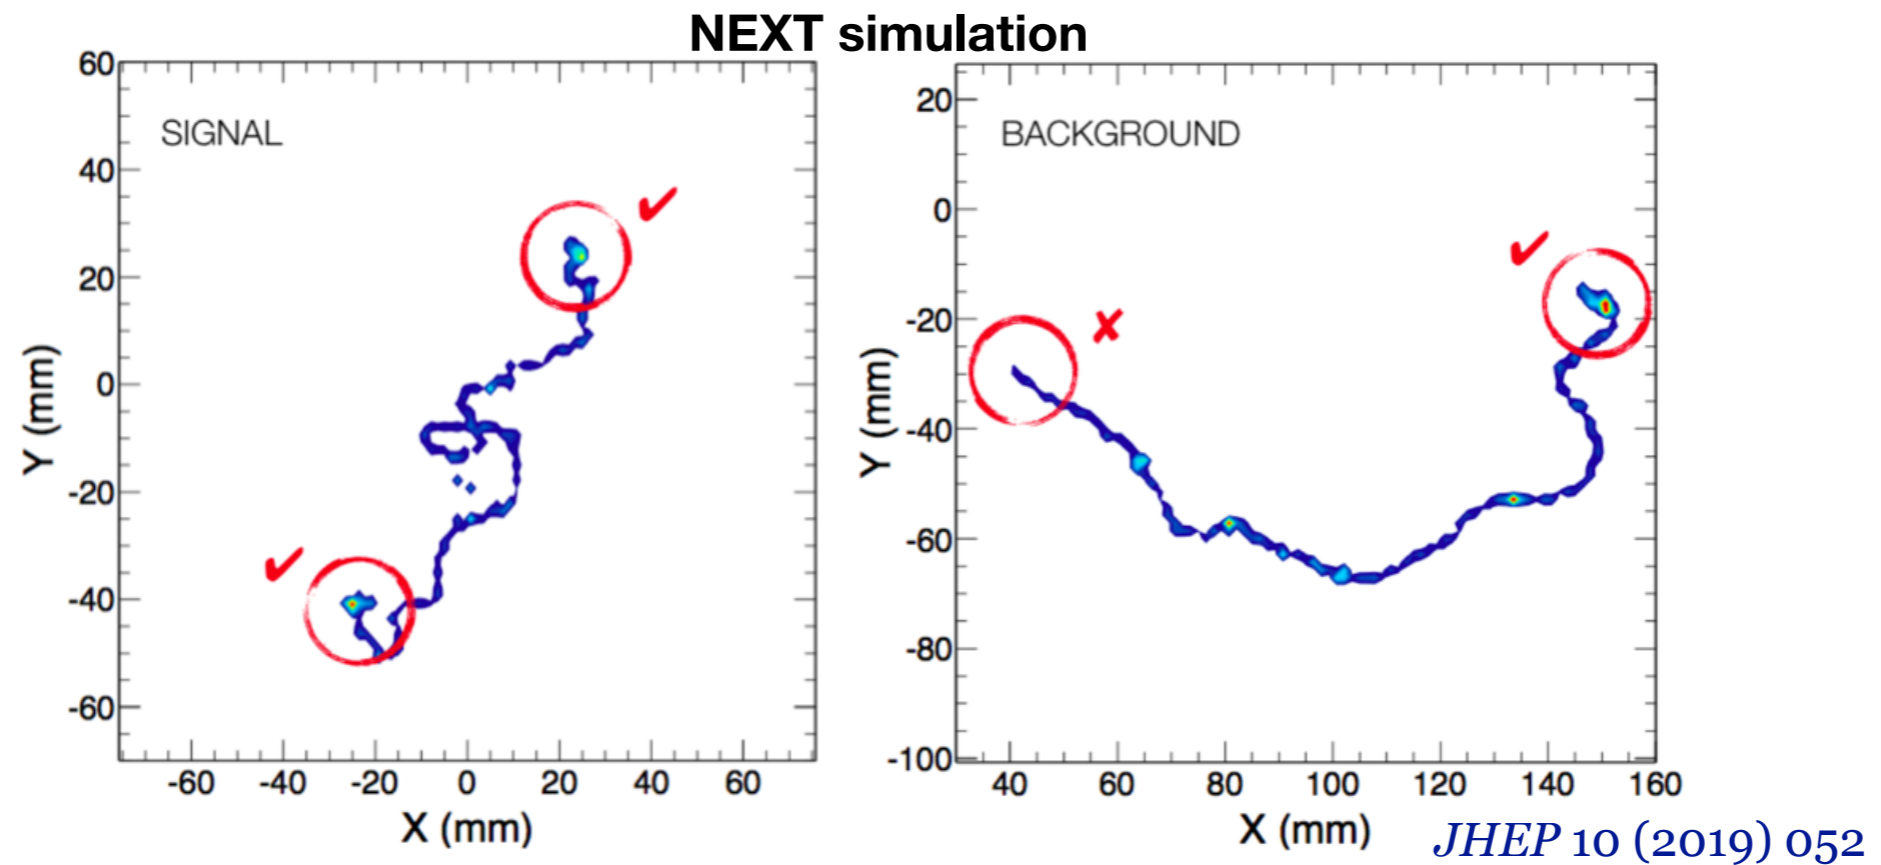 NEXT simulation
SIGNAL
60
40
20
0
-20
-40
-60
Y (mm)
-60 -40 -20 0 20 40 60
X (mm)
BACKGROUND
20
0
-20
-40
-60
-80
-100
Y (mm)
40 60 80 100 120 140 160
X (mm)
JHEP 10 (2019) 052